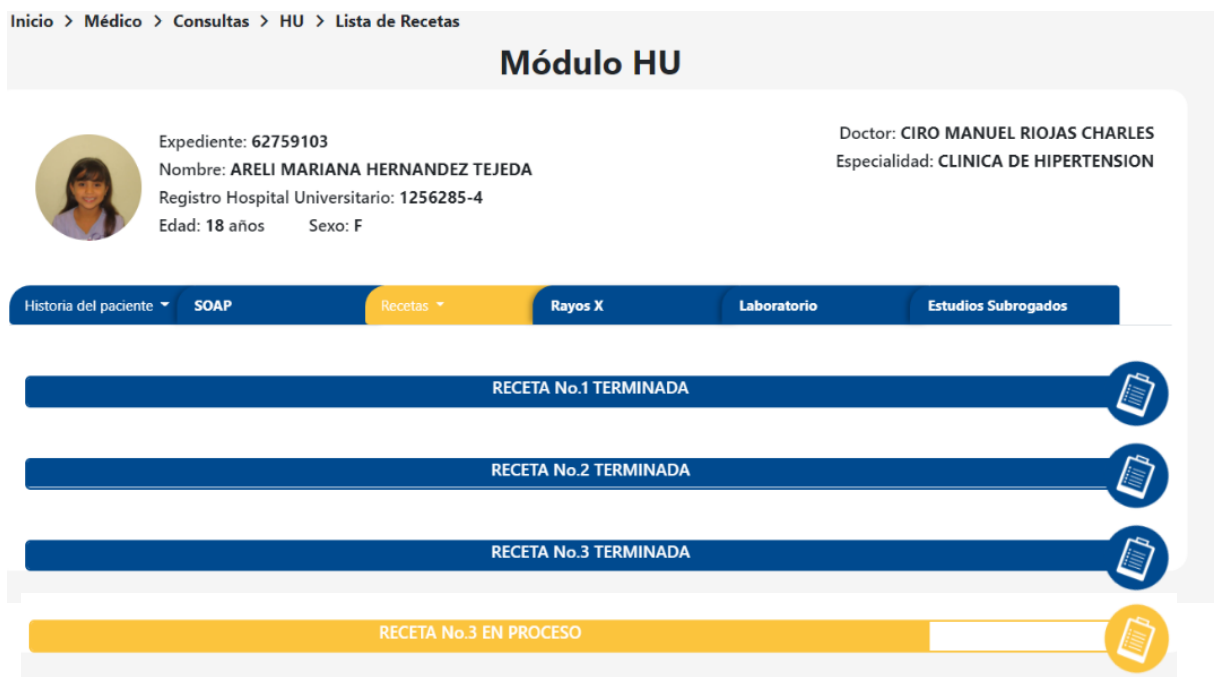 Inicio > Médico > Consultas > HU > Lista de Recetas
Módulo HU
Expediente: 62759103
Nombre: ARELI MARIANA HERNANDEZ TEJEDA
Registro Hospital Universitario: 1256285-4
Edad: 18 años Sexo: F
Doctor: CIRO MANUEL RIOJAS CHARLES
Especialidad: CLINICA DE HIPERTENSION
Historia del paciente SOAP Recetas Rayos X Laboratorio Estudios Subrogados
RECETA No.1 TERMINADA
RECETA No.2 TERMINADA
RECETA No.3 TERMINADA
RECETA No.3 EN PROCESO